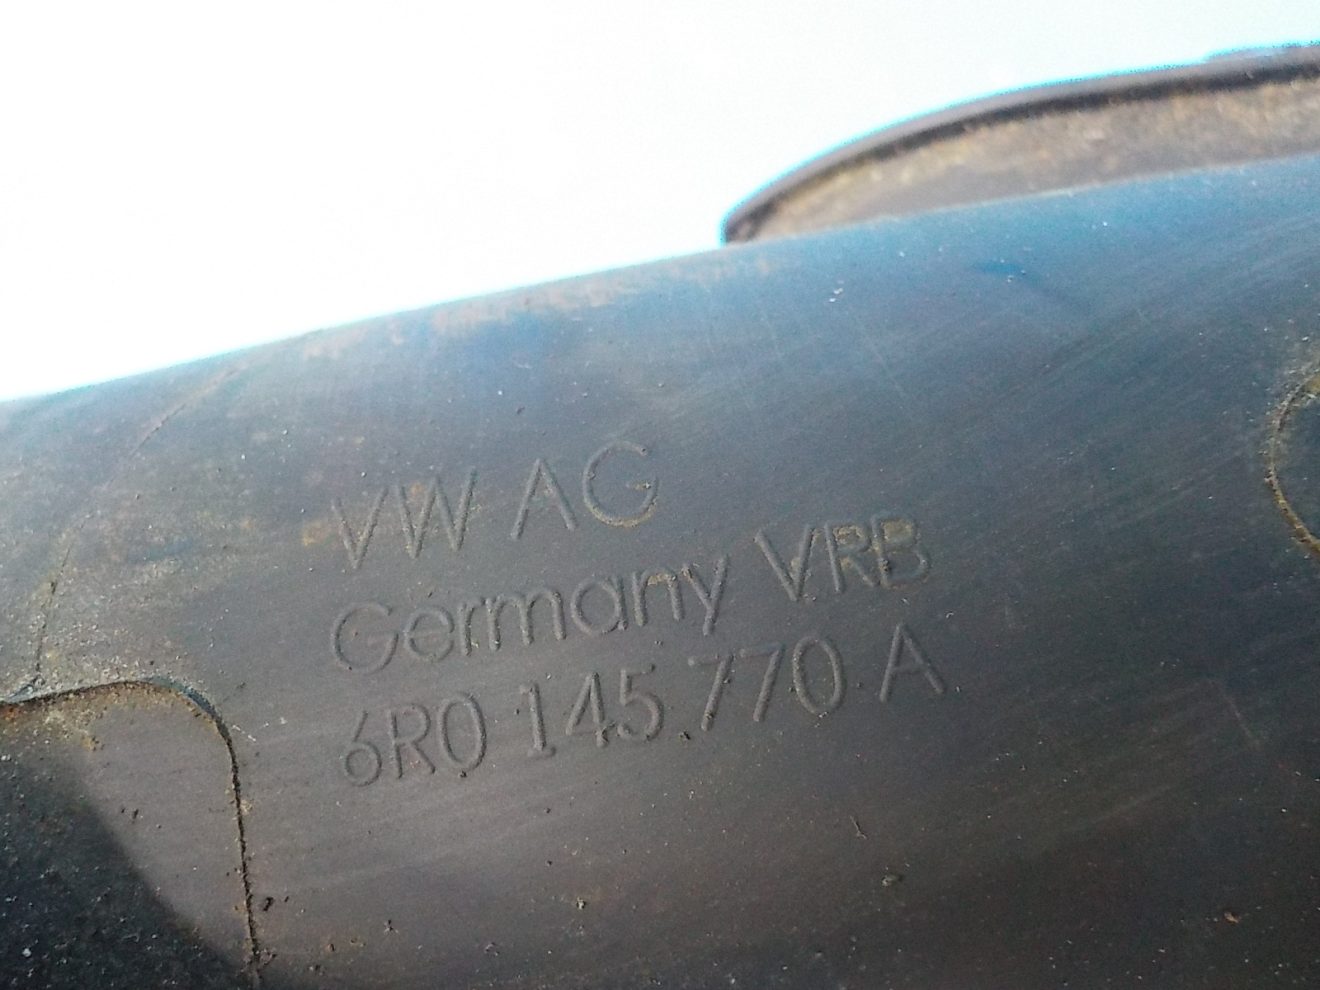 VW AG
Germany VRB
6R0 145 770 A